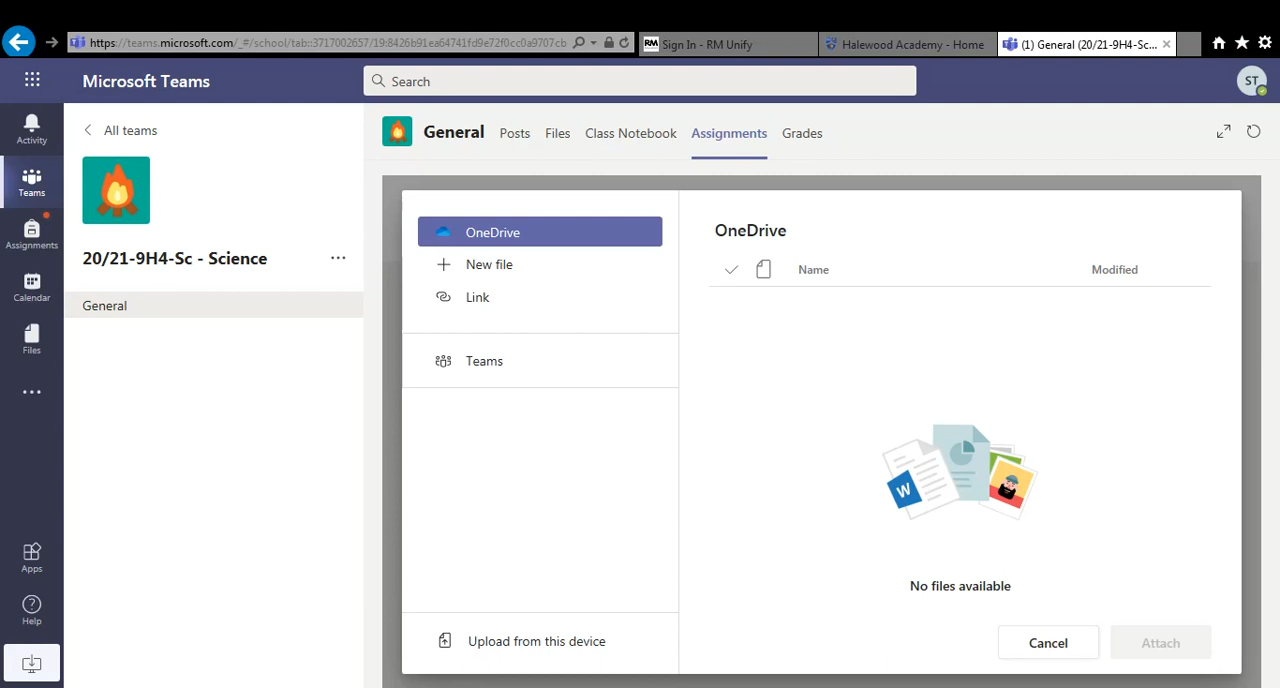 https://teams.microsoft.com/_#/school/tab::3717002657/19:8426b91ea64741fd9e72f0cc0a9707cb
RM Sign In - RM Unify
Halewood Academy - Home
(1) General (20/21-9H4-Sc...
Microsoft Teams
Search
ST
Activity
Teams
Assignments
Calendar
Files
Apps
Help
All teams
20/21-9H4-Sc - Science
General
General Posts Files Class Notebook Assignments Grades
OneDrive
New file
Link
Teams
Upload from this device
OneDrive
Name Modified
W
No files available
Cancel Attach